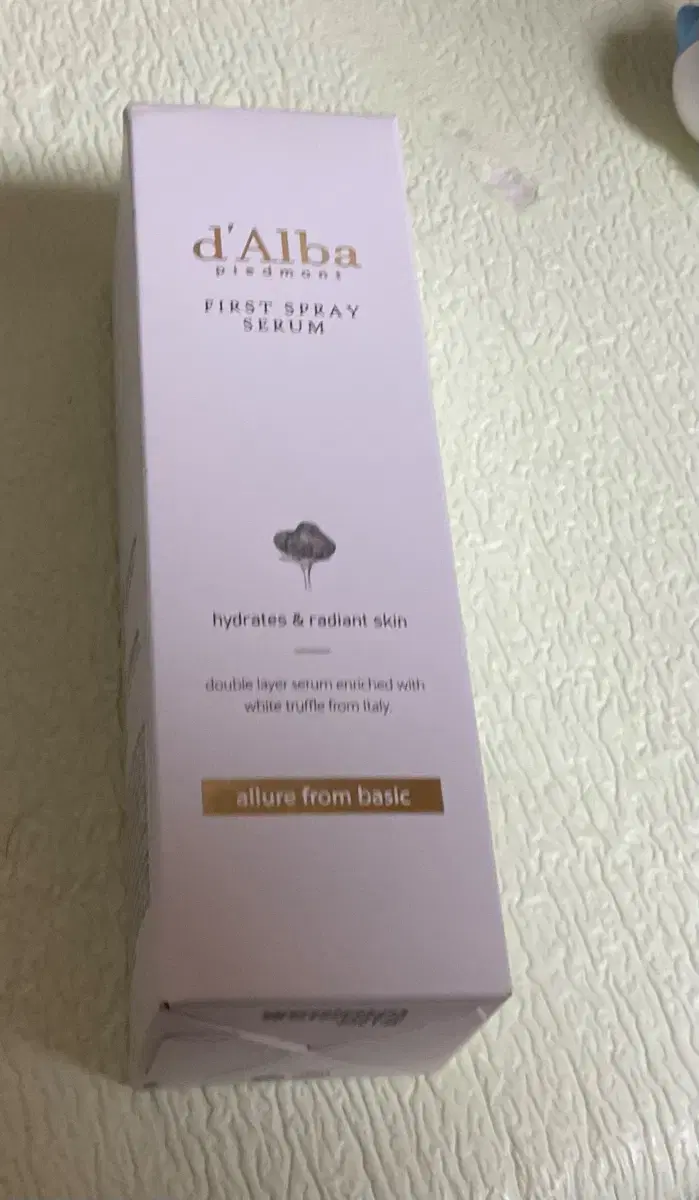 d'Alba
piedmont
FIRST SPRAY
SERUM
hydrates & radiant skin
double layer serum enriched with
white truffle from Italy.
allure from basic